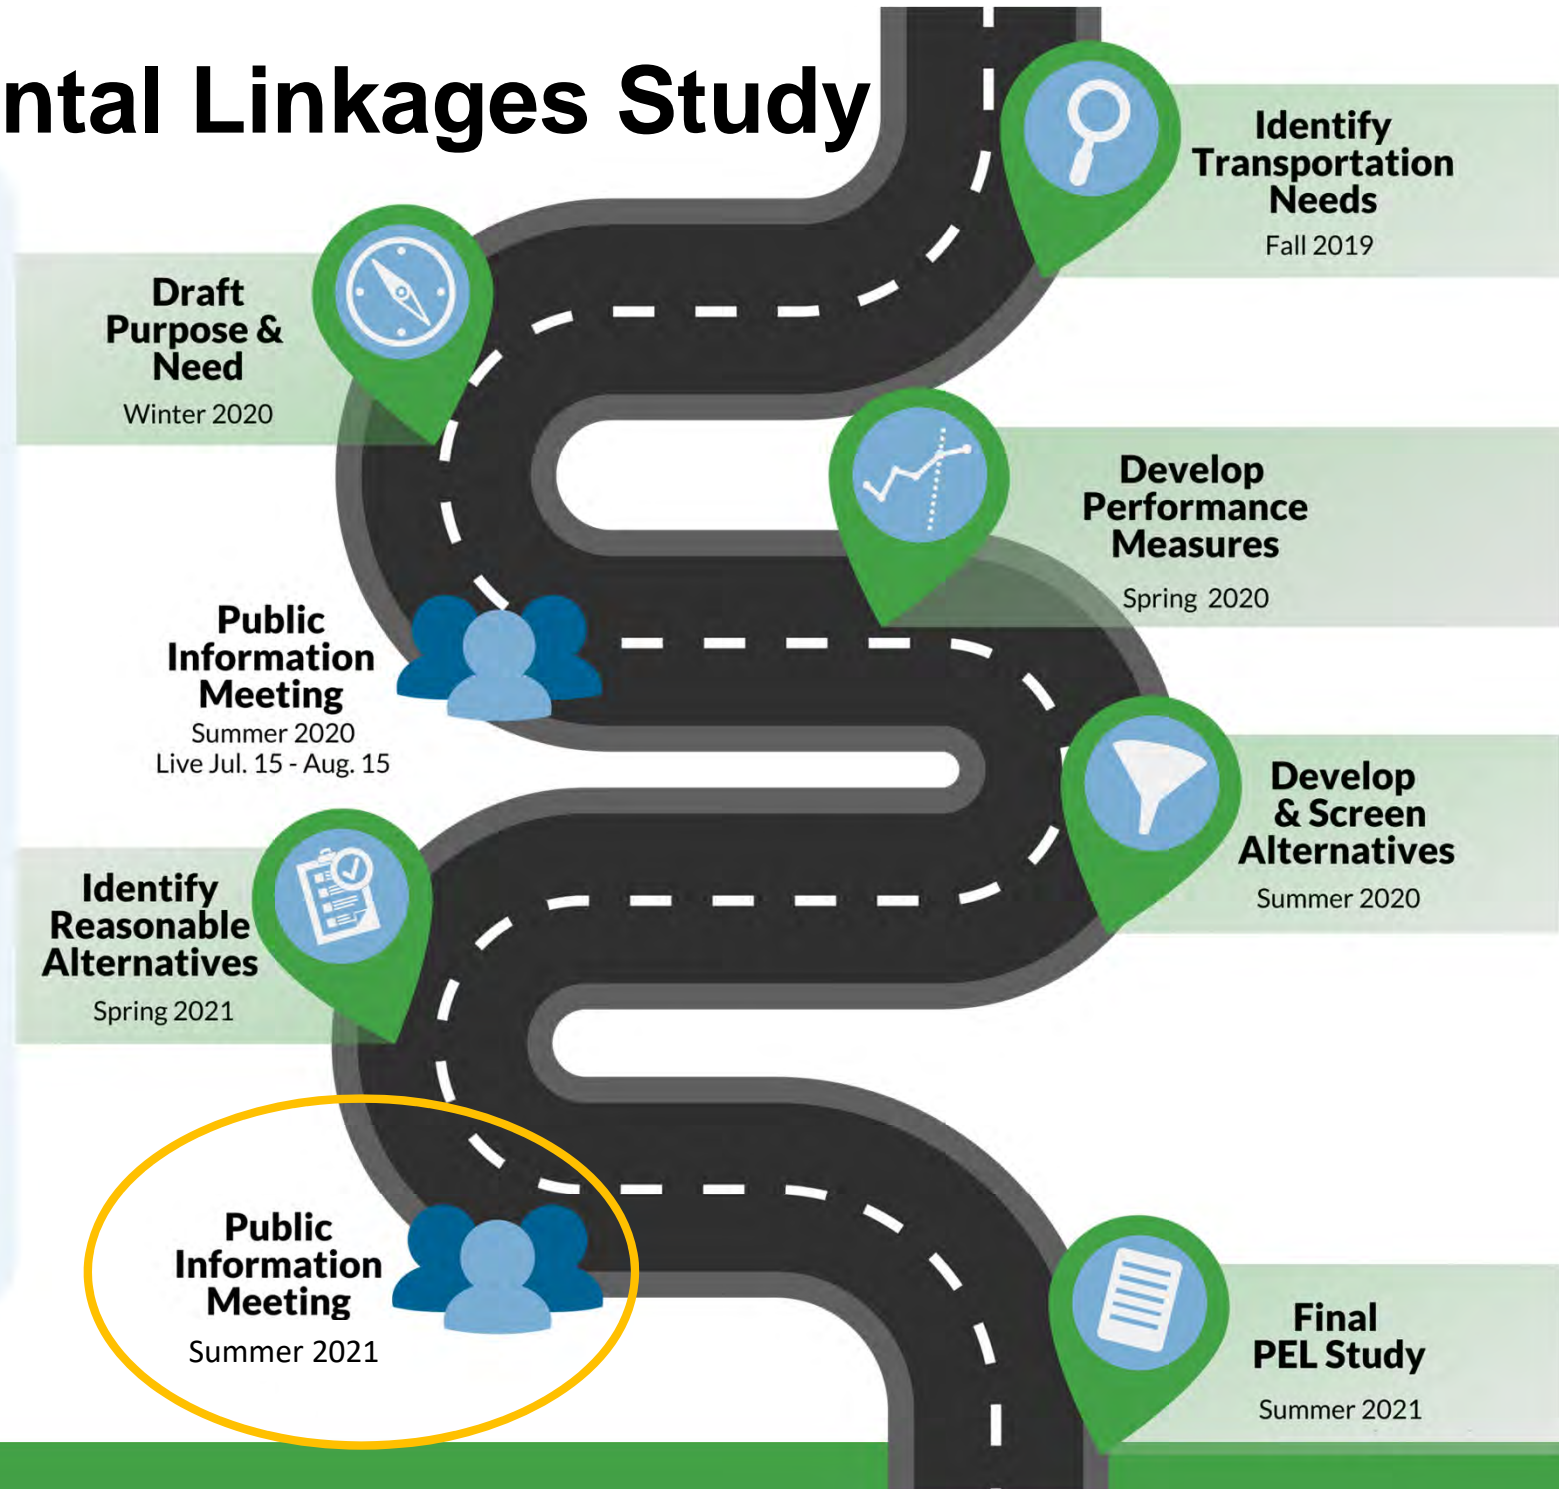 ntal Linkages Study
Identify
Transportation
Needs
Fall 2019
Draft
Purpose &
Need
Winter 2020
Develop
Performance
Measures
Spring 2020
Public
Information
Meeting
Summer 2020
Live Jul. 15 - Aug. 15
Develop
& Screen
Alternatives
Summer 2020
Identify
Reasonable
Alternatives
Spring 2021
Public
Information
Meeting
Summer 2021
Final
PEL Study
Summer 2021